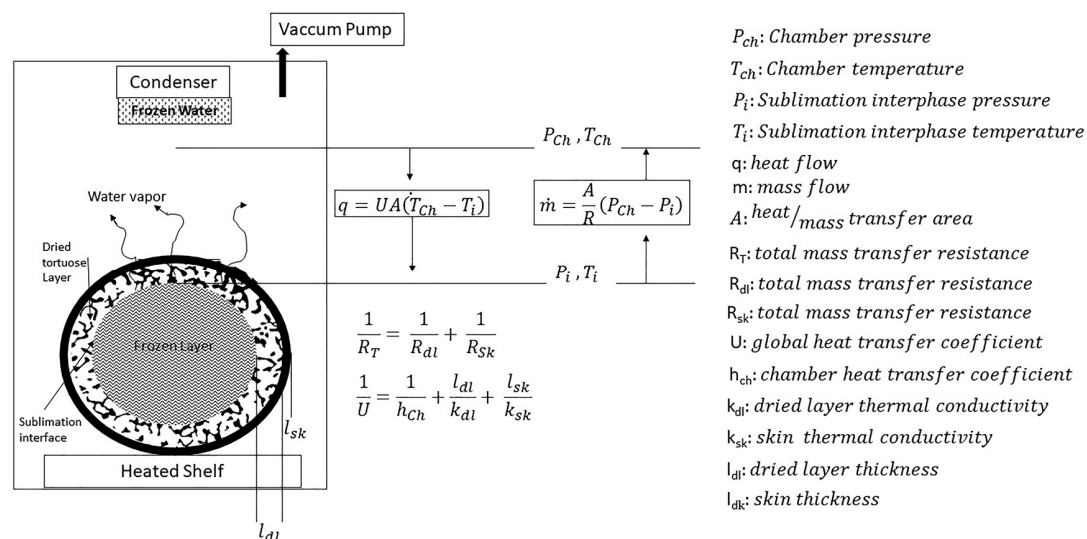 Vaccum Pump
Condenser
Frozen Water
Water vapor
Dried
tortuose
Layer
Frozen Layer
Sublimation
interface
Heated Shelf
l_sk
l_dl
P_Ch , T_Ch
q = UA(Ṫ_Ch − T_i)
ṁ = A/R (P_Ch − P_i)
P_i , T_i
1/R_T = 1/R_dl + 1/R_Sk
1/U = 1/h_Ch + l_dl/k_dl + l_sk/k_sk
P_ch: Chamber pressure
T_ch: Chamber temperature
P_i: Sublimation interphase pressure
T_i: Sublimation interphase temperature
q: heat flow
m: mass flow
A: heat/mass transfer area
R_T: total mass transfer resistance
R_dl: total mass transfer resistance
R_sk: total mass transfer resistance
U: global heat transfer coefficient
h_ch: chamber heat transfer coefficient
k_dl: dried layer thermal conductivity
k_sk: skin thermal conductivity
l_dl: dried layer thickness
l_dk: skin thickness